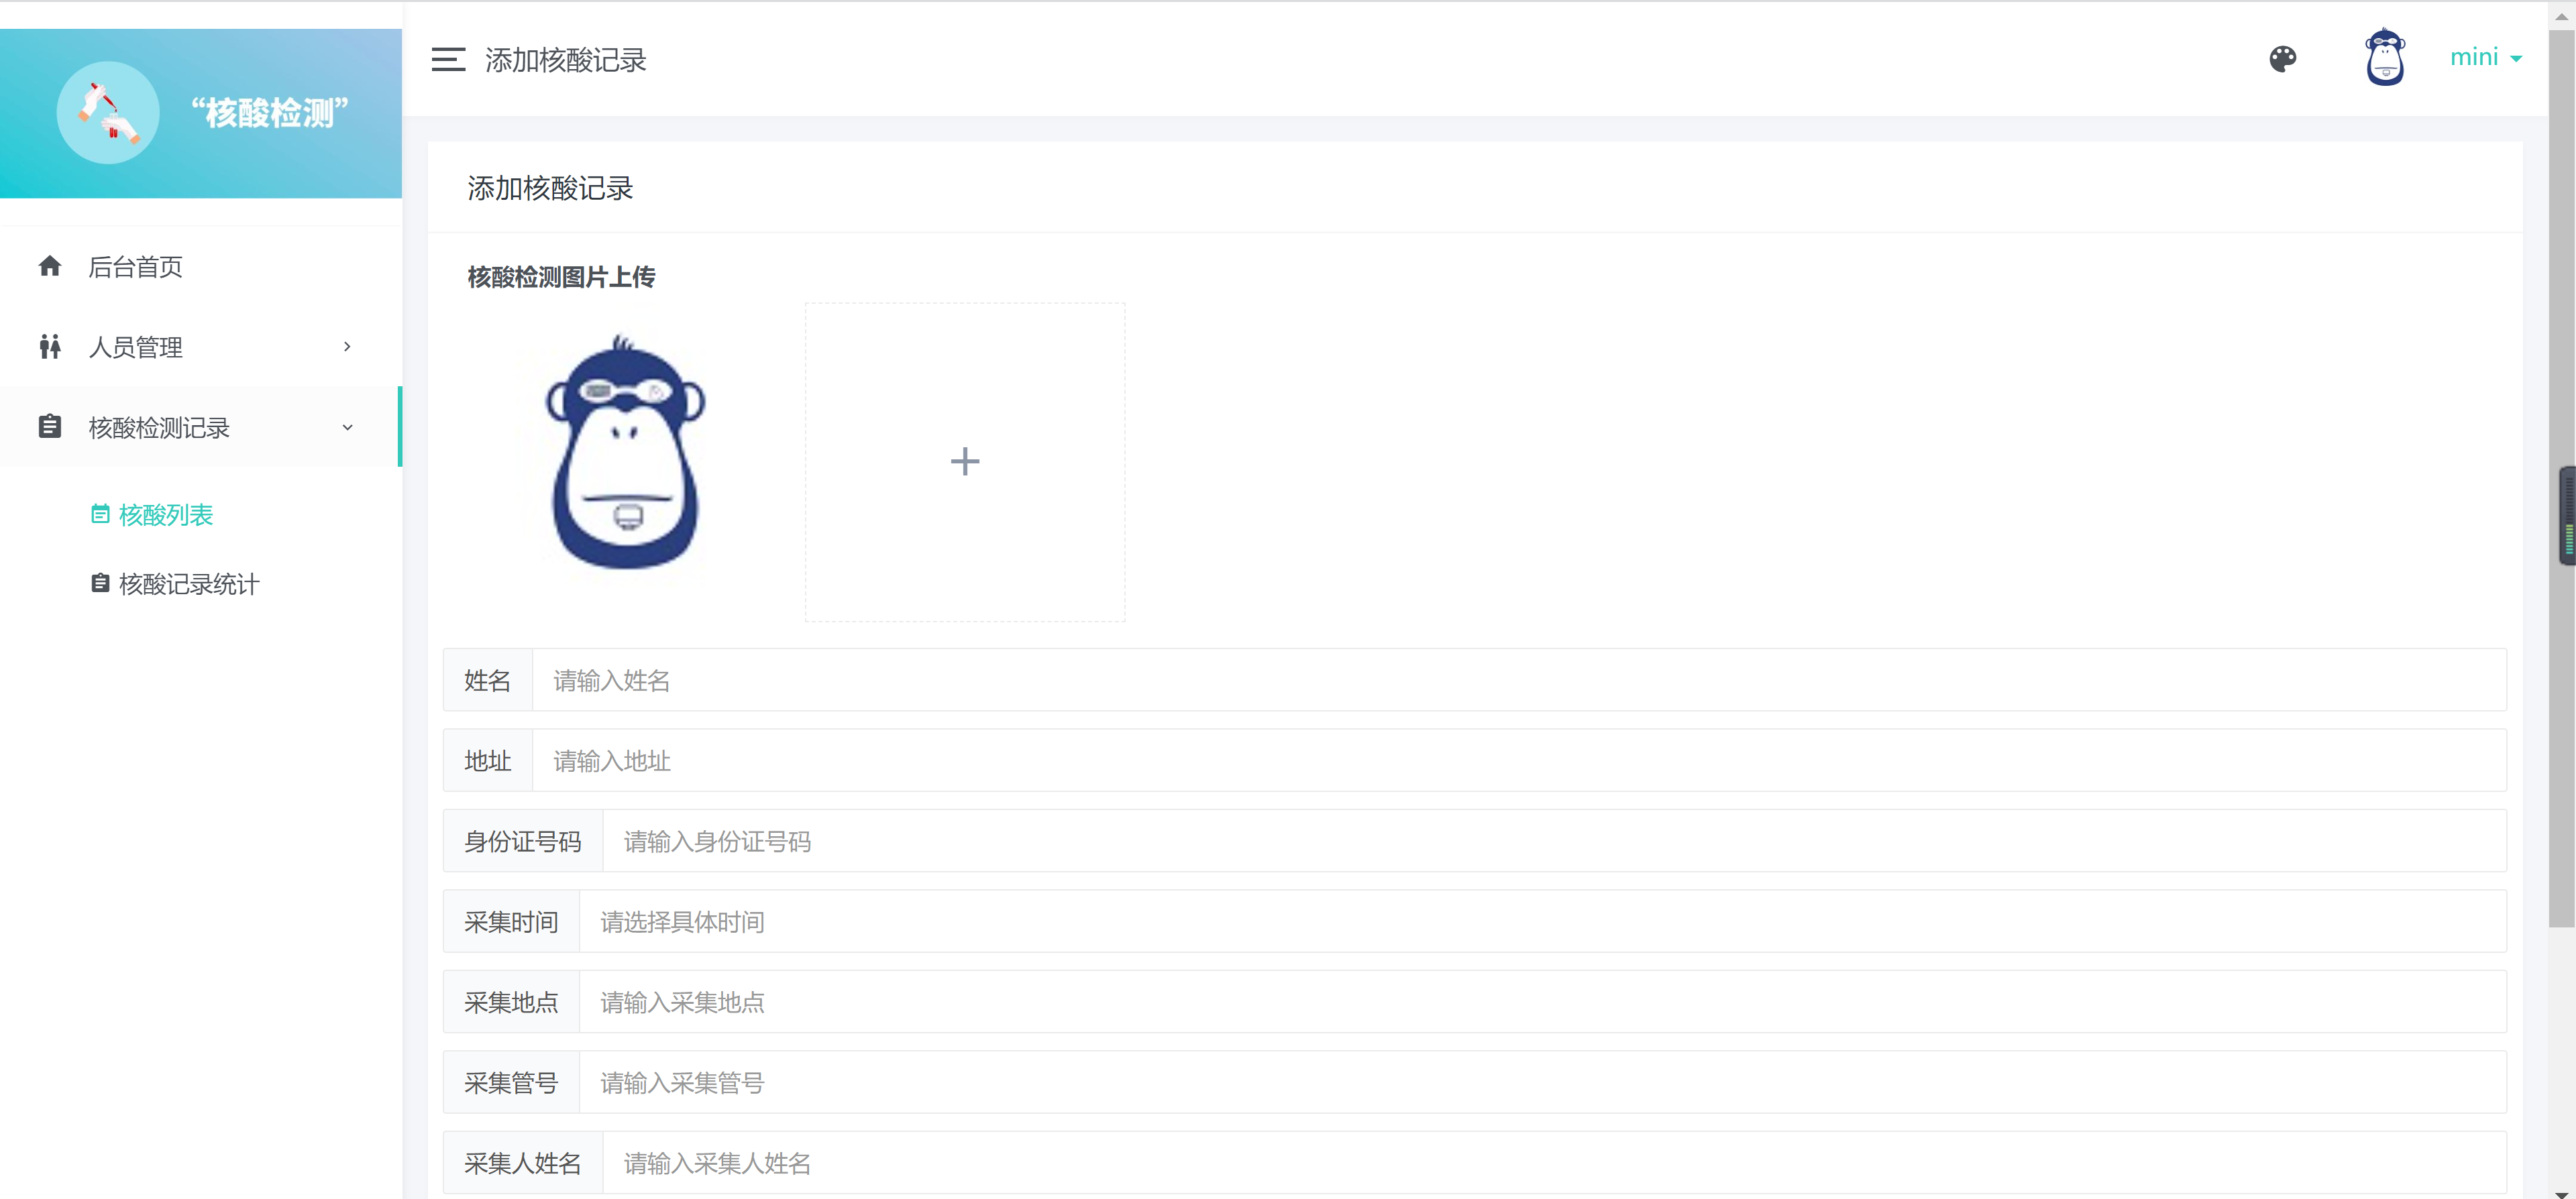 “核酸检测”
添加核酸记录
mini
后台首页
人员管理
核酸检测记录
核酸列表
核酸记录统计
添加核酸记录
核酸检测图片上传
姓名 请输入姓名
地址 请输入地址
身份证号码 请输入身份证号码
采集时间 请选择具体时间
采集地点 请输入采集地点
采集管号 请输入采集管号
采集人姓名 请输入采集人姓名